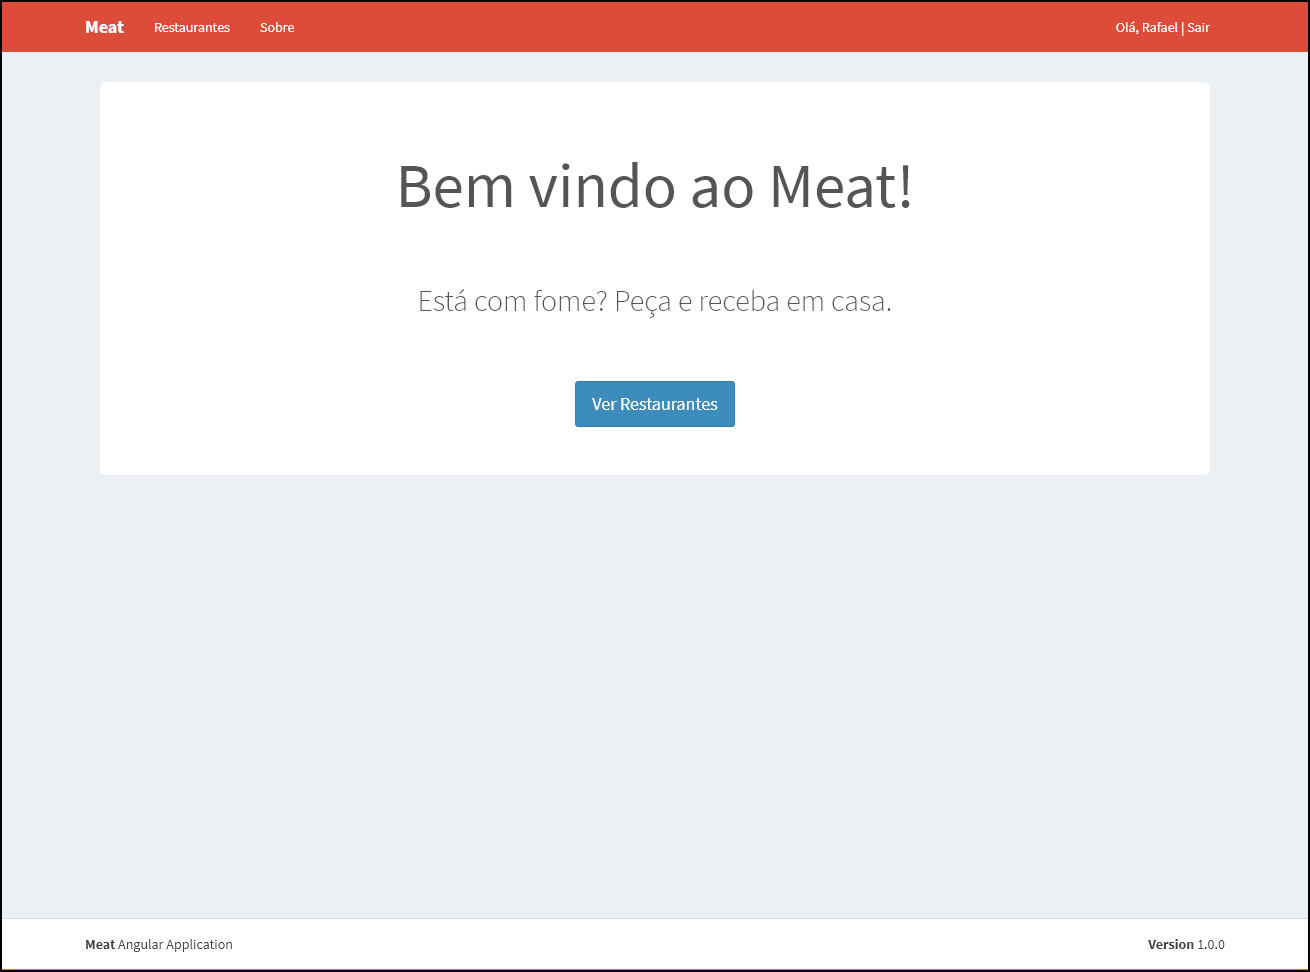 Meat Restaurantes Sobre Olá, Rafael | Sair
Bem vindo ao Meat!
Está com fome? Peça e receba em casa.
Ver Restaurantes
Meat Angular Application Version 1.0.0